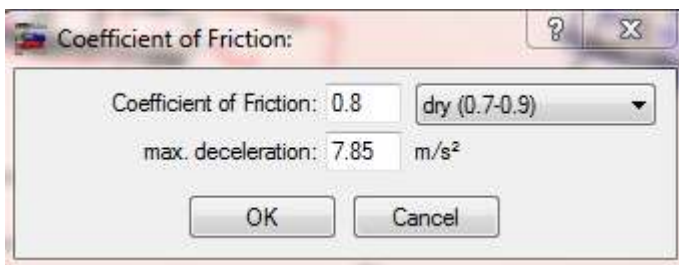 Coefficient of Friction:
Coefficient of Friction: 0.8 dry (0.7-0.9)
max. deceleration: 7.85 m/s²
OK Cancel